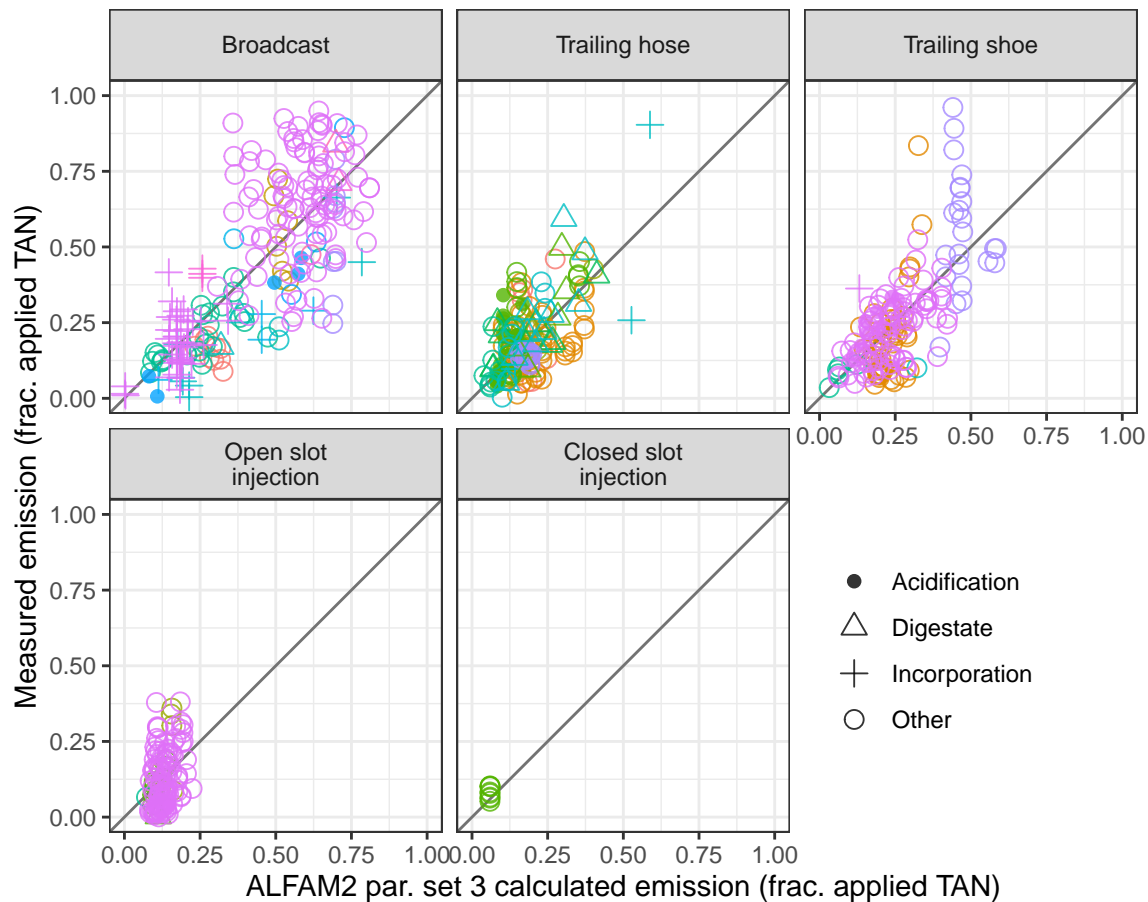 Broadcast
Trailing hose
Trailing shoe
1.00
0.75
0.50
0.25
0.00
0.00 0.25 0.50 0.75 1.00
Open slot
injection
Closed slot
injection
1.00
0.75
0.50
0.25
0.00
0.00 0.25 0.50 0.75 1.00
0.00 0.25 0.50 0.75 1.00
Measured emission (frac. applied TAN)
ALFAM2 par. set 3 calculated emission (frac. applied TAN)
Acidification
Digestate
Incorporation
Other